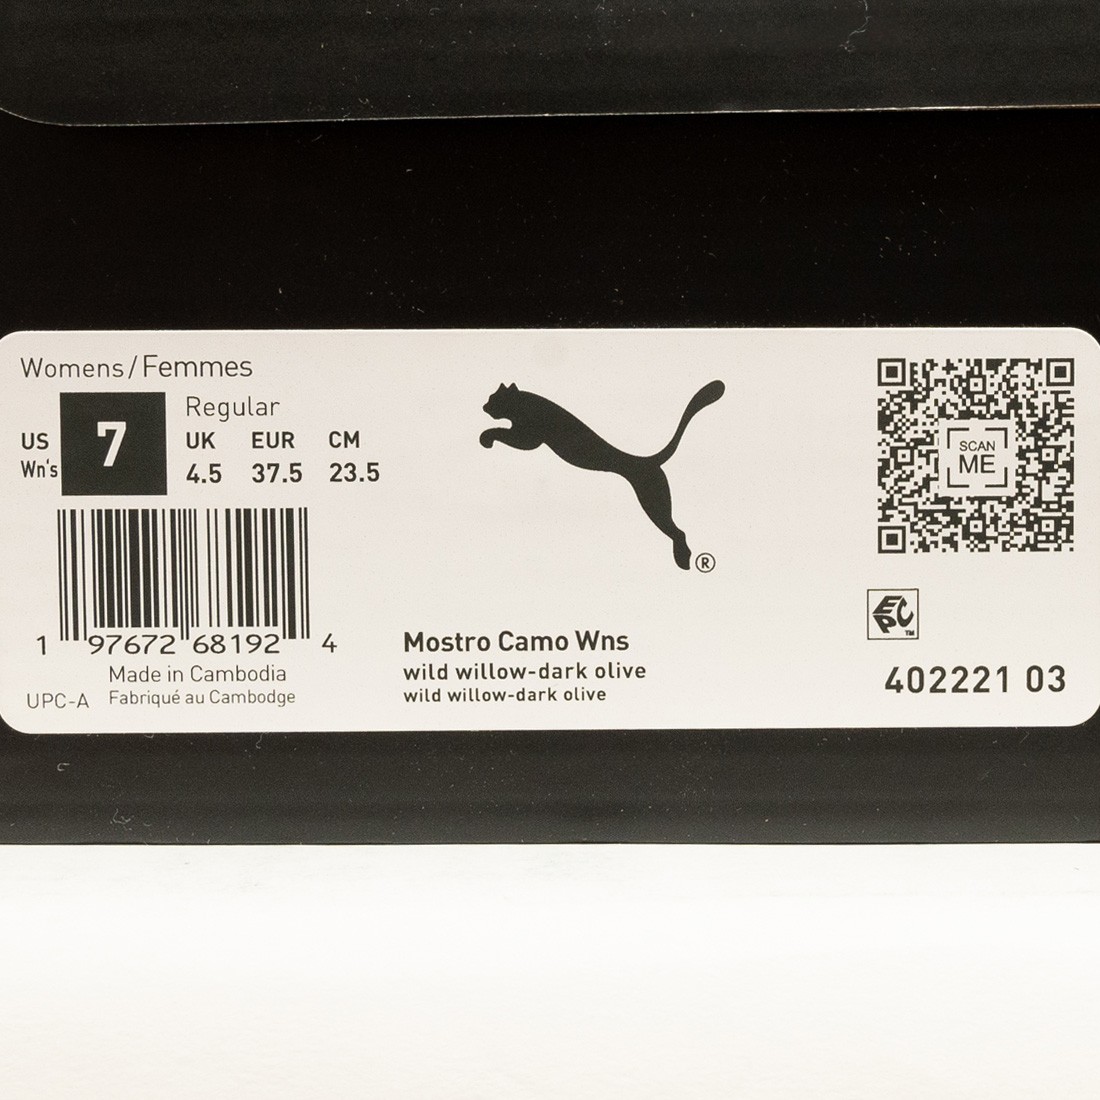 Womens/Femmes
Regular
US Wn's
7
UK EUR CM
4.5 37.5 23.5
1 97672 68192 4
Made in Cambodia
UPC-A Fabriqué au Cambodge
®
Mostro Camo Wns
wild willow-dark olive
wild willow-dark olive
SCAN
ME
EPC™
402221 03